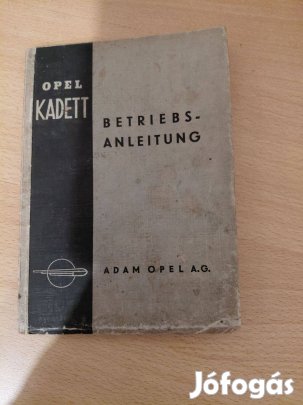 OPEL
KADETT
BETRIEBS-
ANLEITUNG
ADAM OPEL A.G.
Jófogás